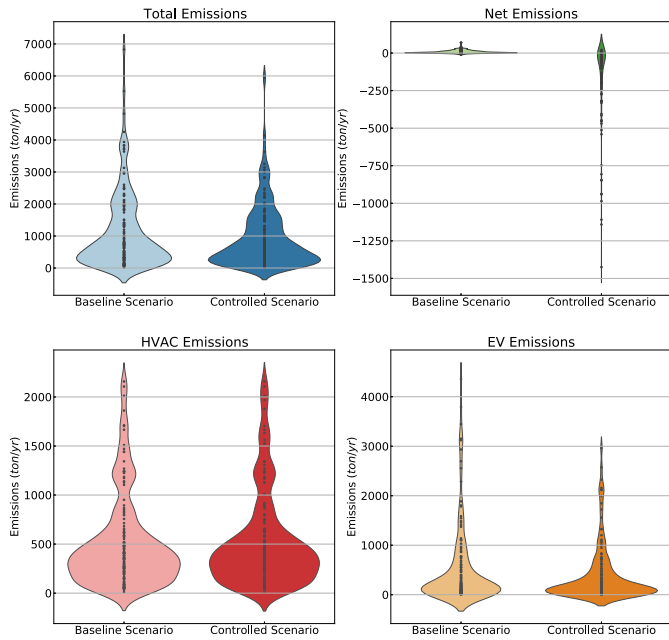 Total Emissions
Emissions (ton/yr)
7000
6000
5000
4000
3000
2000
1000
0
Baseline Scenario
Controlled Scenario
Net Emissions
Emissions (ton/yr)
0
−250
−500
−750
−1000
−1250
−1500
Baseline Scenario
Controlled Scenario
HVAC Emissions
Emissions (ton/yr)
2000
1500
1000
500
0
Baseline Scenario
Controlled Scenario
EV Emissions
Emissions (ton/yr)
4000
3000
2000
1000
0
Baseline Scenario
Controlled Scenario